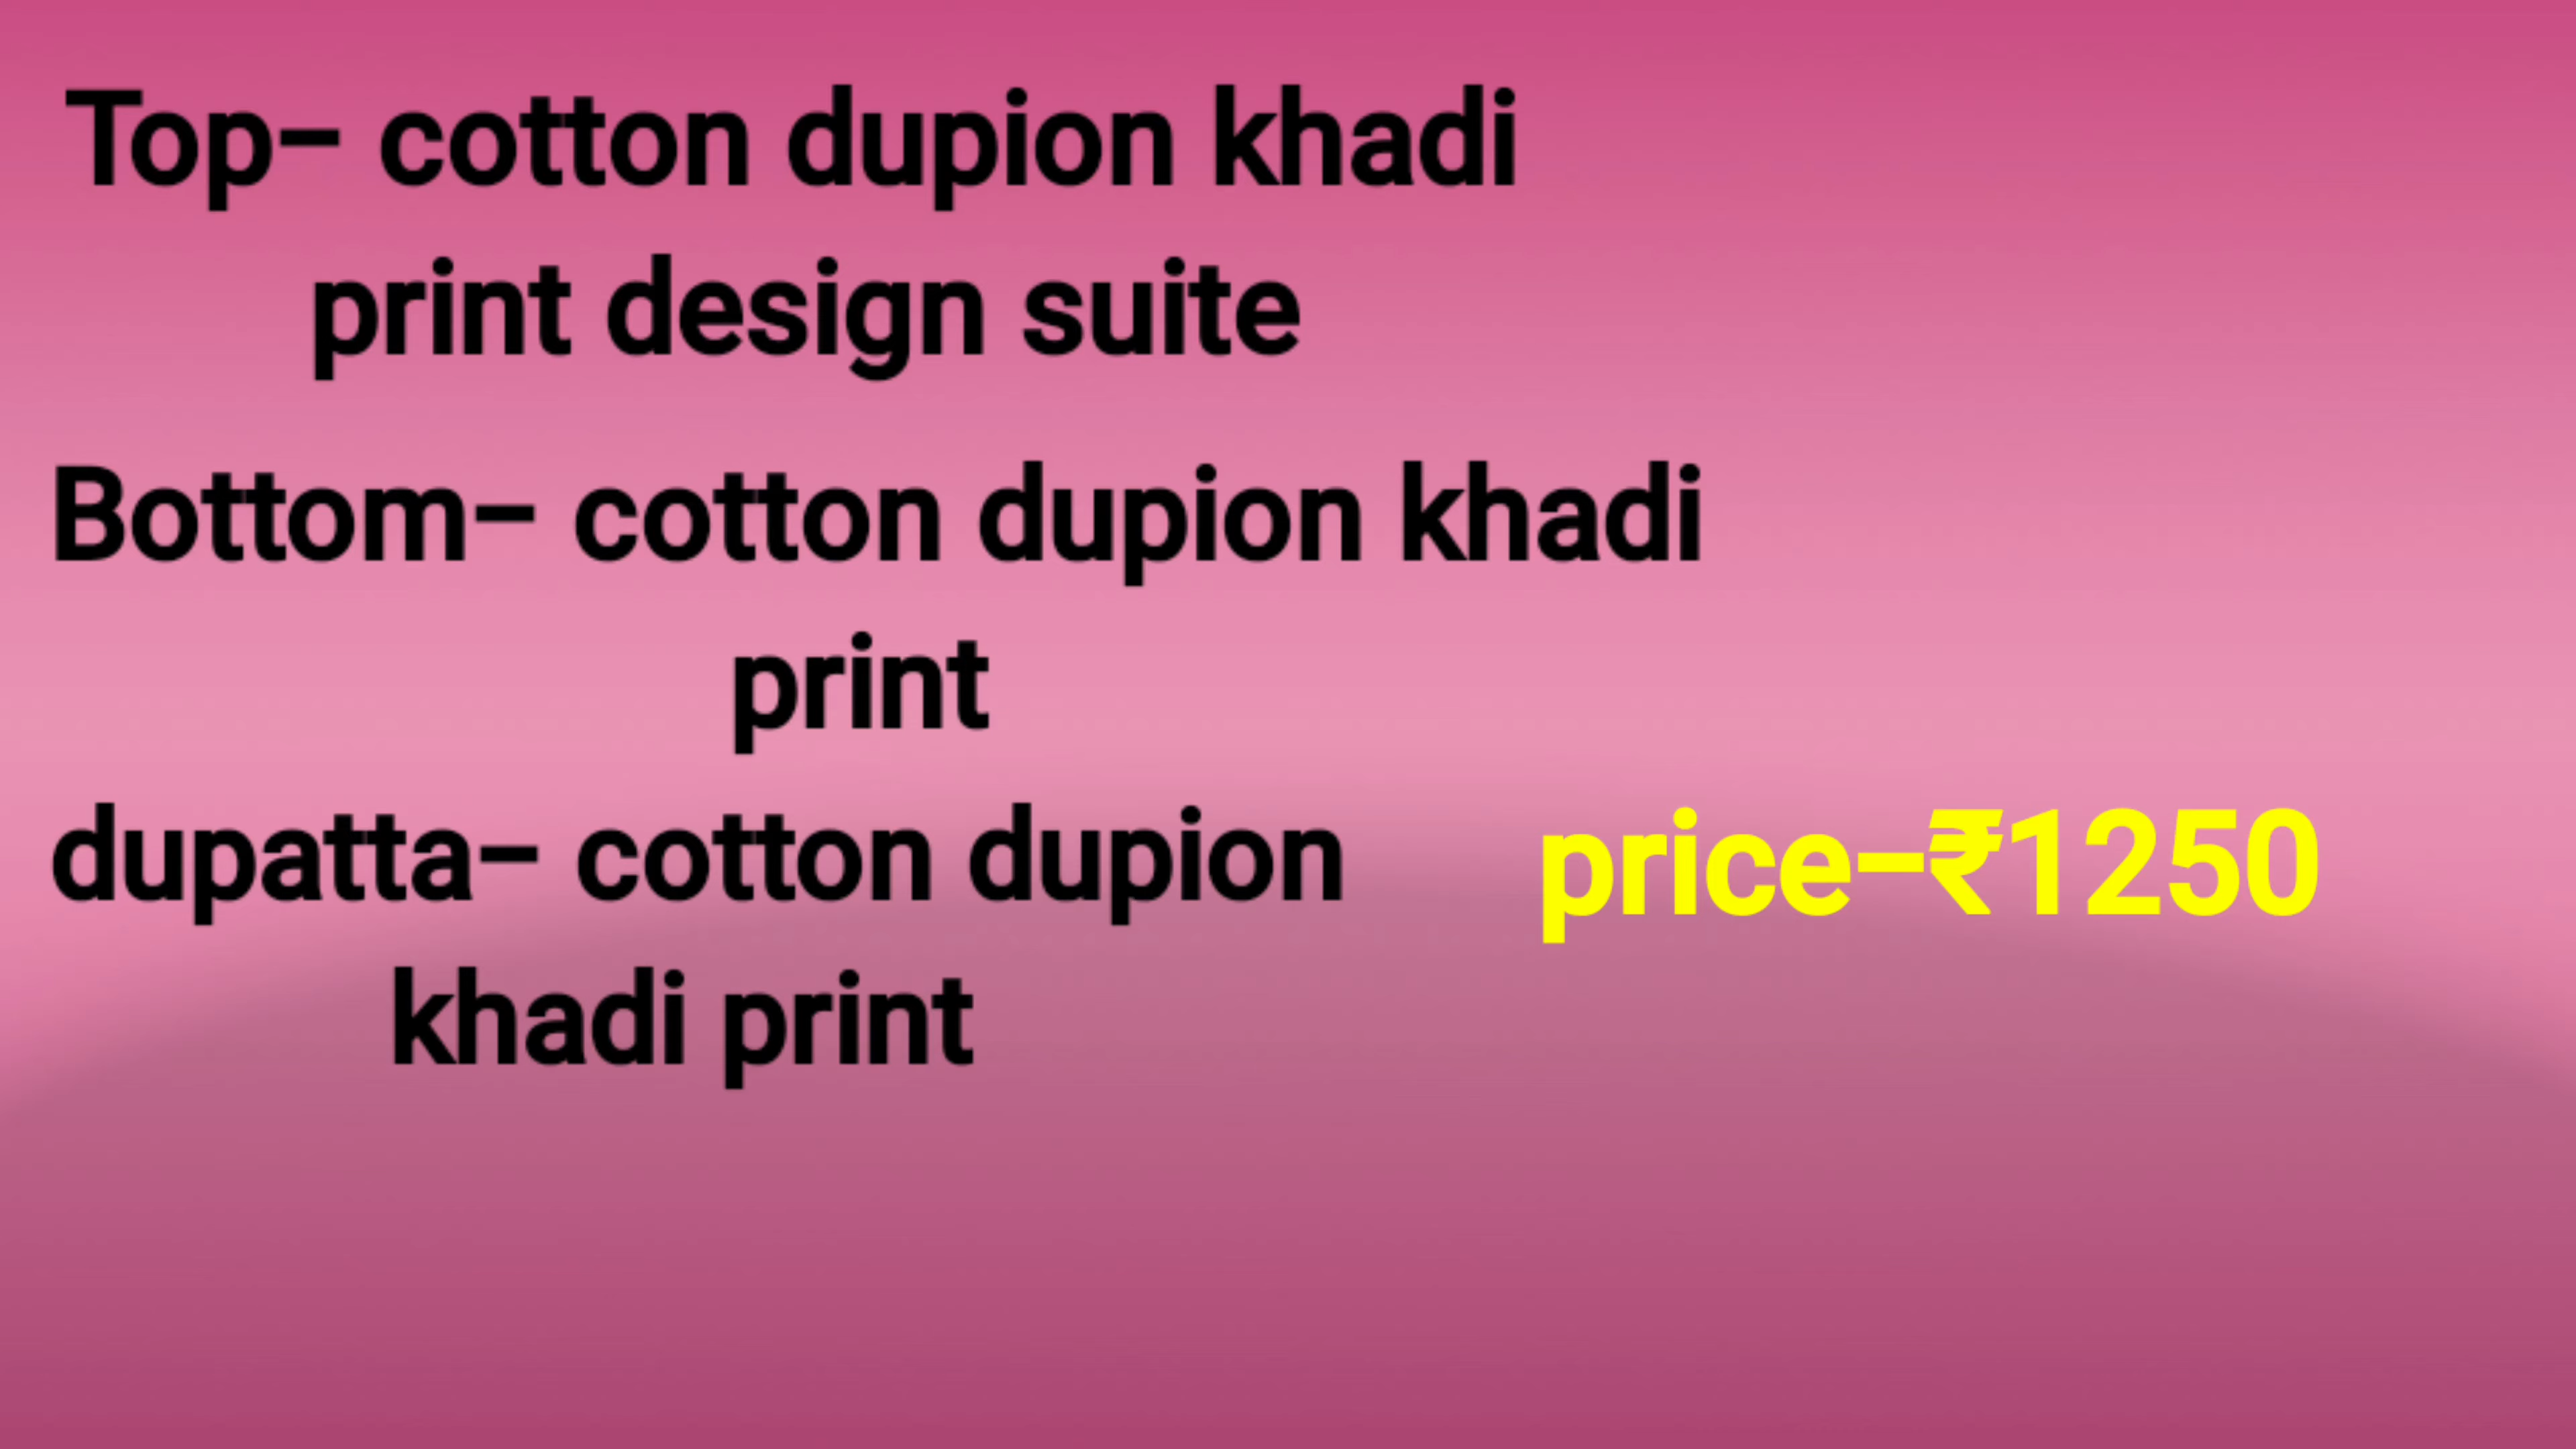 Top– cotton dupion khadi
print design suite
Bottom– cotton dupion khadi
print
dupatta– cotton dupion
khadi print
price–₹1250